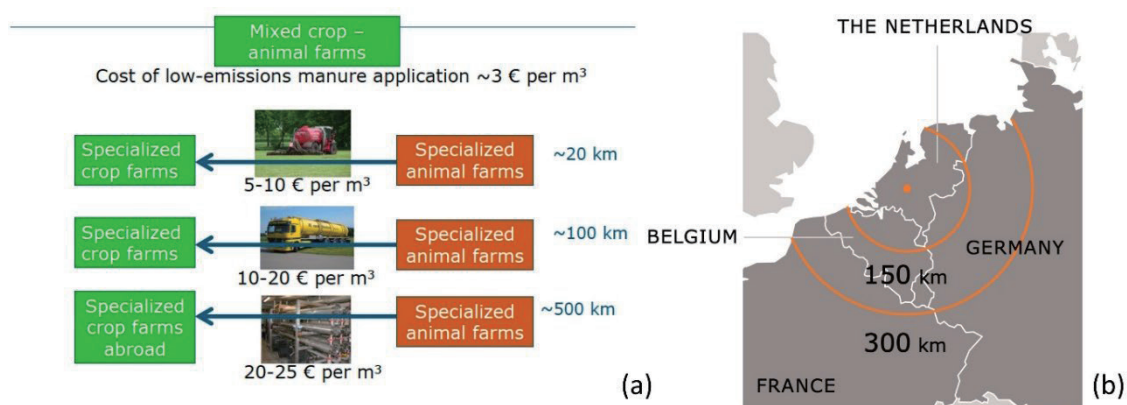 Mixed crop –
animal farms
Cost of low-emissions manure application ~3 € per m³
Specialized
crop farms
Specialized
animal farms
~20 km
5-10 € per m³
Specialized
crop farms
Specialized
animal farms
~100 km
10-20 € per m³
Specialized
crop farms
abroad
Specialized
animal farms
~500 km
20-25 € per m³
(a)
THE NETHERLANDS
BELGIUM
GERMANY
150 km
300 km
FRANCE
(b)